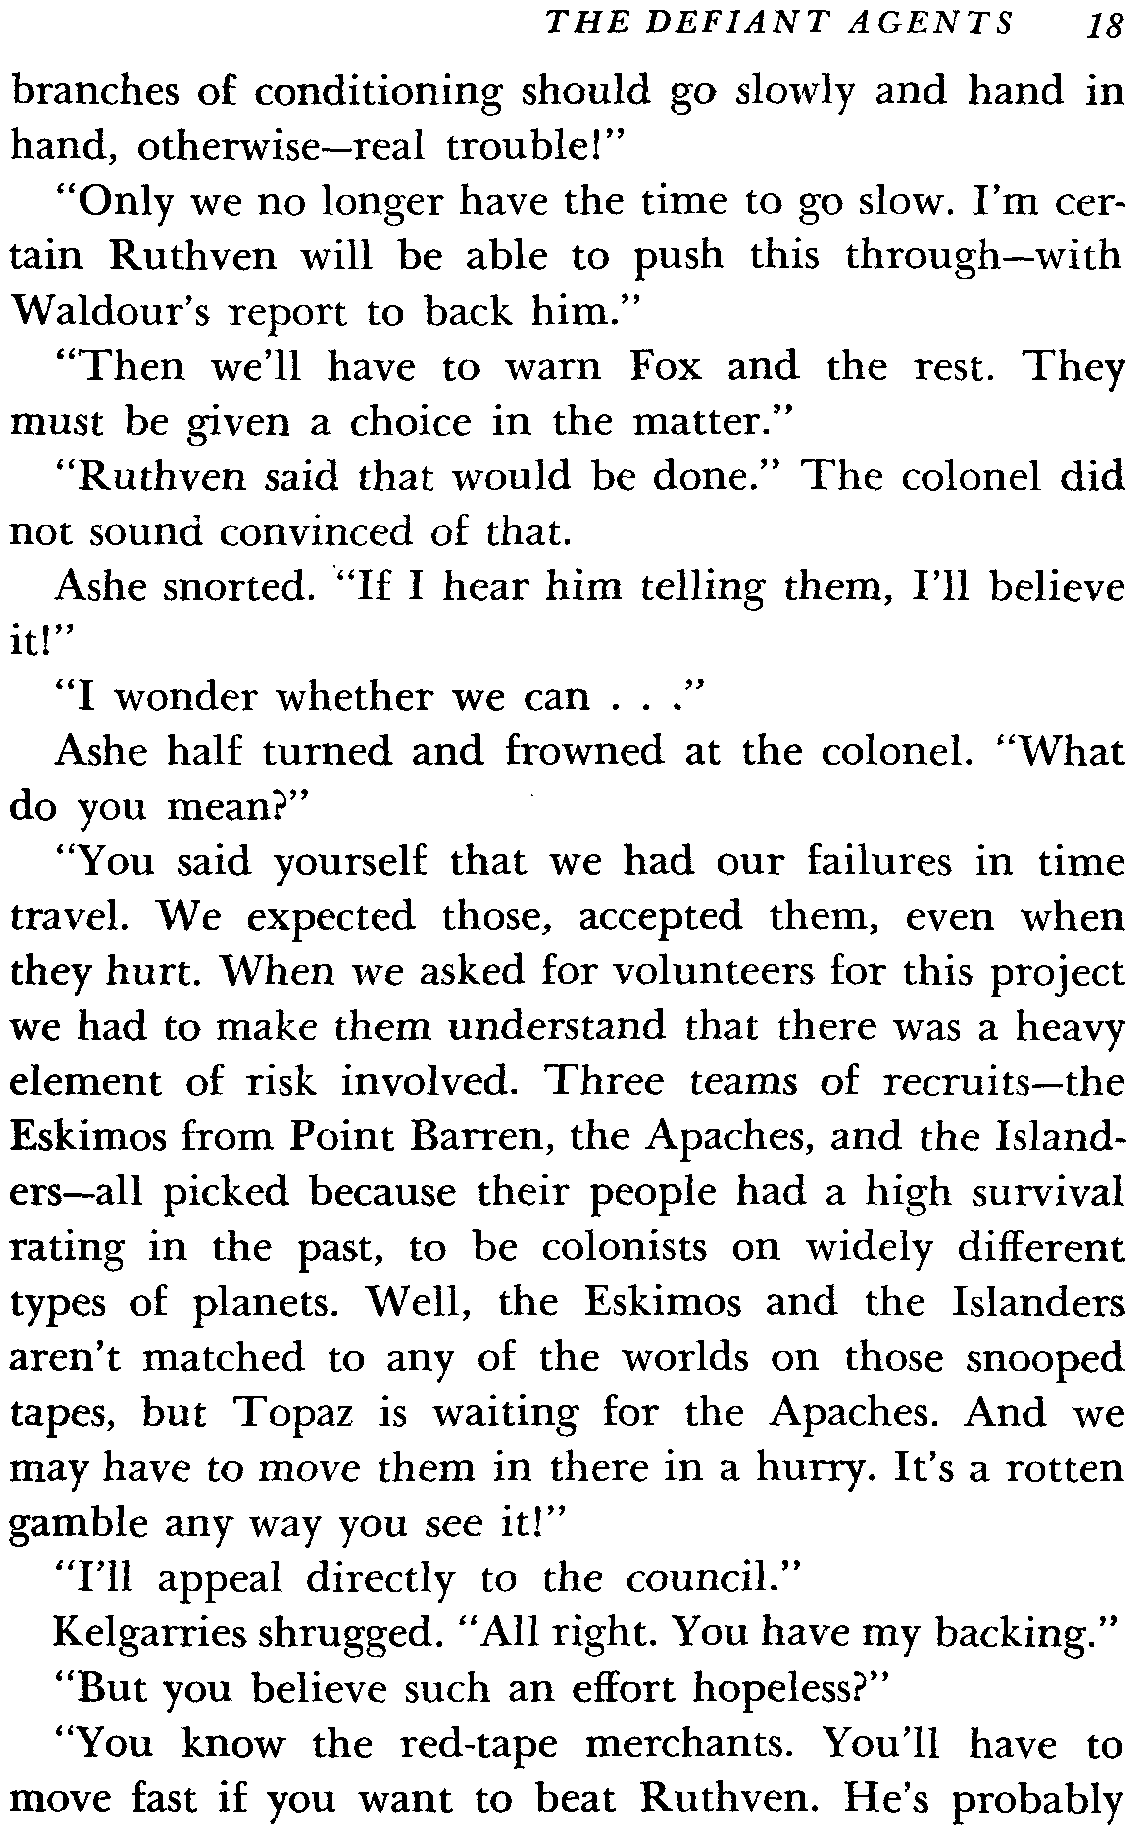 THE DEFIANT AGENTS 18
branches of conditioning should go slowly and hand in
hand, otherwise—real trouble!"
"Only we no longer have the time to go slow. I'm cer-
tain Ruthven will be able to push this through—with
Waldour's report to back him."
"Then we'll have to warn Fox and the rest. They
must be given a choice in the matter."
"Ruthven said that would be done." The colonel did
not sound convinced of that.
Ashe snorted. "If I hear him telling them, I'll believe
it!"
"I wonder whether we can . . ."
Ashe half turned and frowned at the colonel. "What
do you mean?"
"You said yourself that we had our failures in time
travel. We expected those, accepted them, even when
they hurt. When we asked for volunteers for this project
we had to make them understand that there was a heavy
element of risk involved. Three teams of recruits—the
Eskimos from Point Barren, the Apaches, and the Island-
ers—all picked because their people had a high survival
rating in the past, to be colonists on widely different
types of planets. Well, the Eskimos and the Islanders
aren't matched to any of the worlds on those snooped
tapes, but Topaz is waiting for the Apaches. And we
may have to move them in there in a hurry. It's a rotten
gamble any way you see it!"
"I'll appeal directly to the council."
Kelgarries shrugged. "All right. You have my backing."
"But you believe such an effort hopeless?"
"You know the red-tape merchants. You'll have to
move fast if you want to beat Ruthven. He's probably